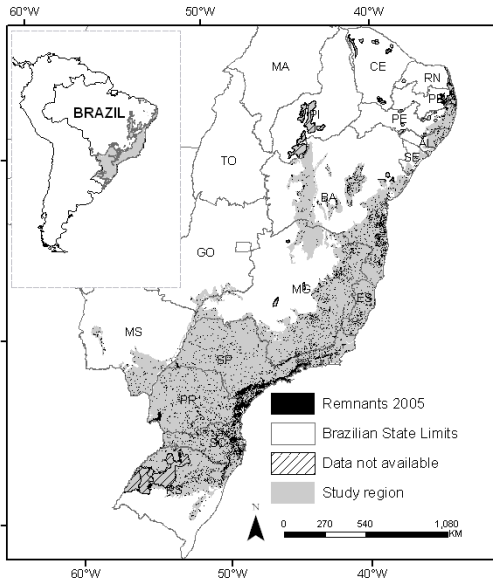 60°W 50°W 40°W
BRAZIL
MA
CE
RN
PB
PI
PE
AL
SE
TO
BA
GO
MG
ES
MS
SP
PR
SC
RS
Remnants 2005
Brazilian State Limits
Data not available
Study region
N
0 270 540 1,080
KM
60°W 50°W 40°W